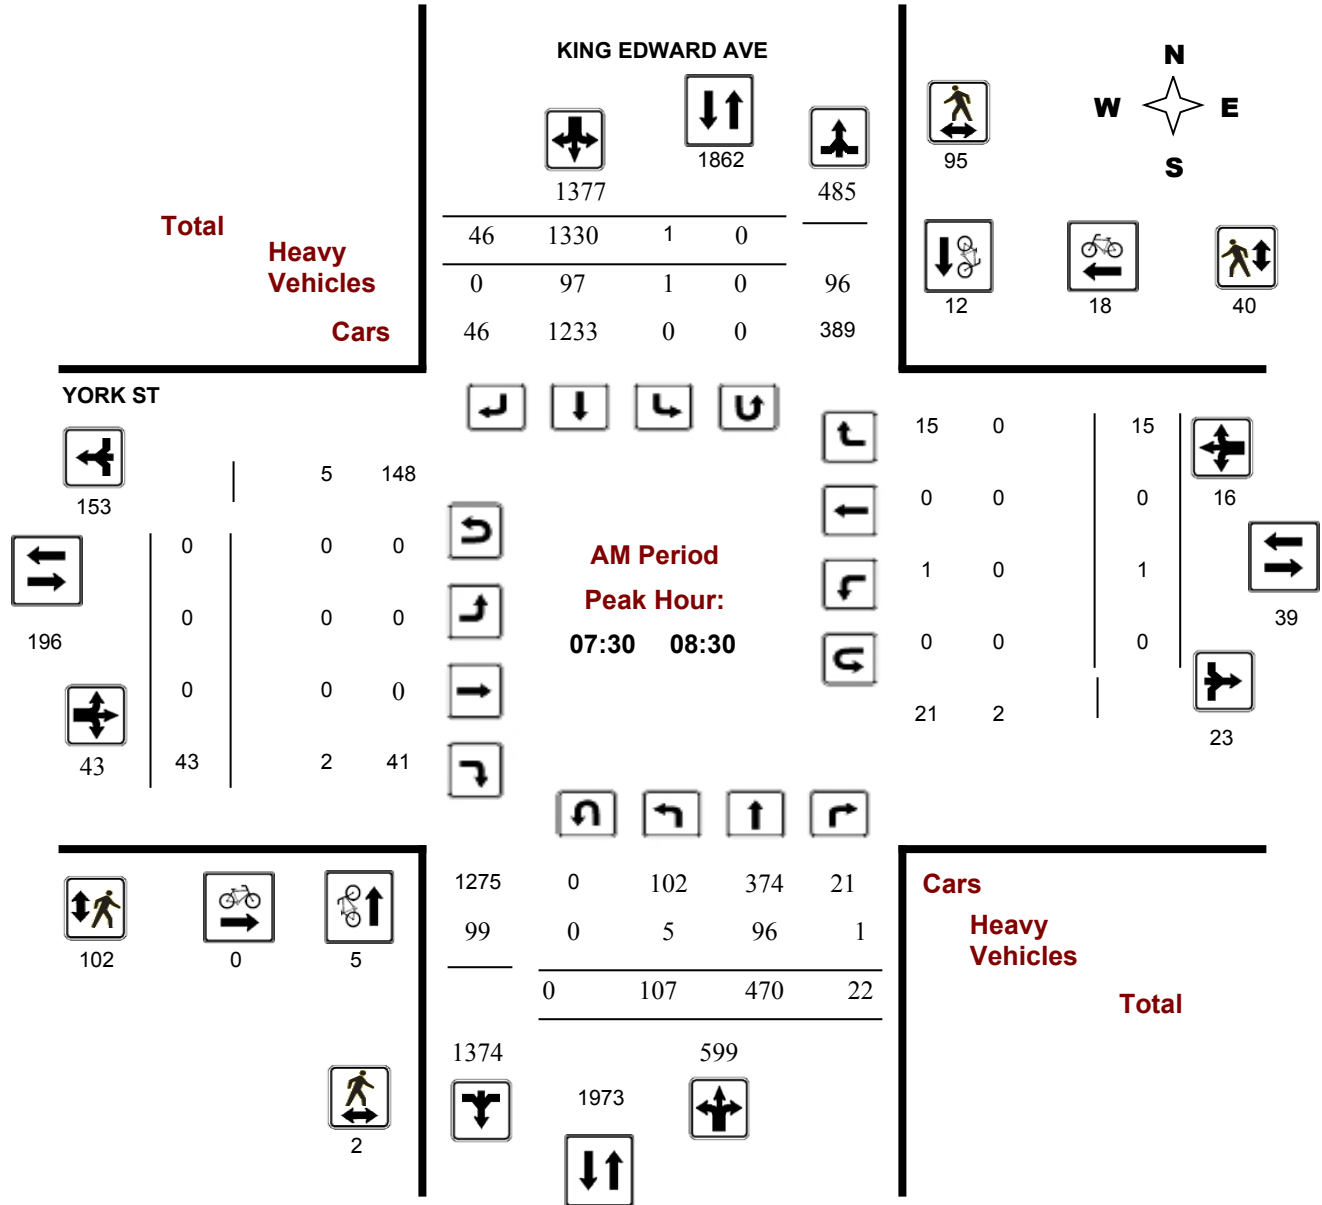 KING EDWARD AVE
N
W E
S
1862
95
1377 485
Total
46 1330 1 0
Heavy
Vehicles
0 97 1 0 96
12 18 40
Cars
46 1233 0 0 389
YORK ST
15 0 15
5 148
153
0 0 0 16
0 0 0
AM Period
1 0 1
Peak Hour:
0 0 0 39
196
07:30 08:30
0 0 0
0 0 0
21 2
23
43 43 2 41
1275 0 102 374 21
Cars
99 0 5 96 1
Heavy
Vehicles
102 0 5
0 107 470 22
Total
1374 599
1973
2